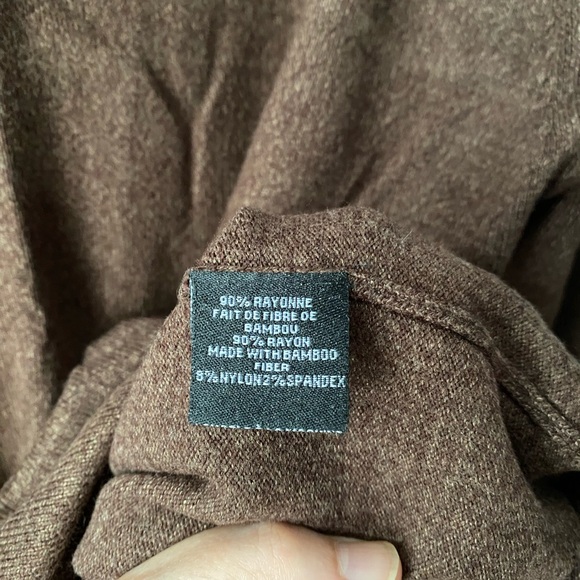 90% RAYONNE
FAIT DE FIBRE DE
BAMBOU
90% RAYON
MADE WITH BAMBOO
FIBER
8%NYLON2%SPANDEX